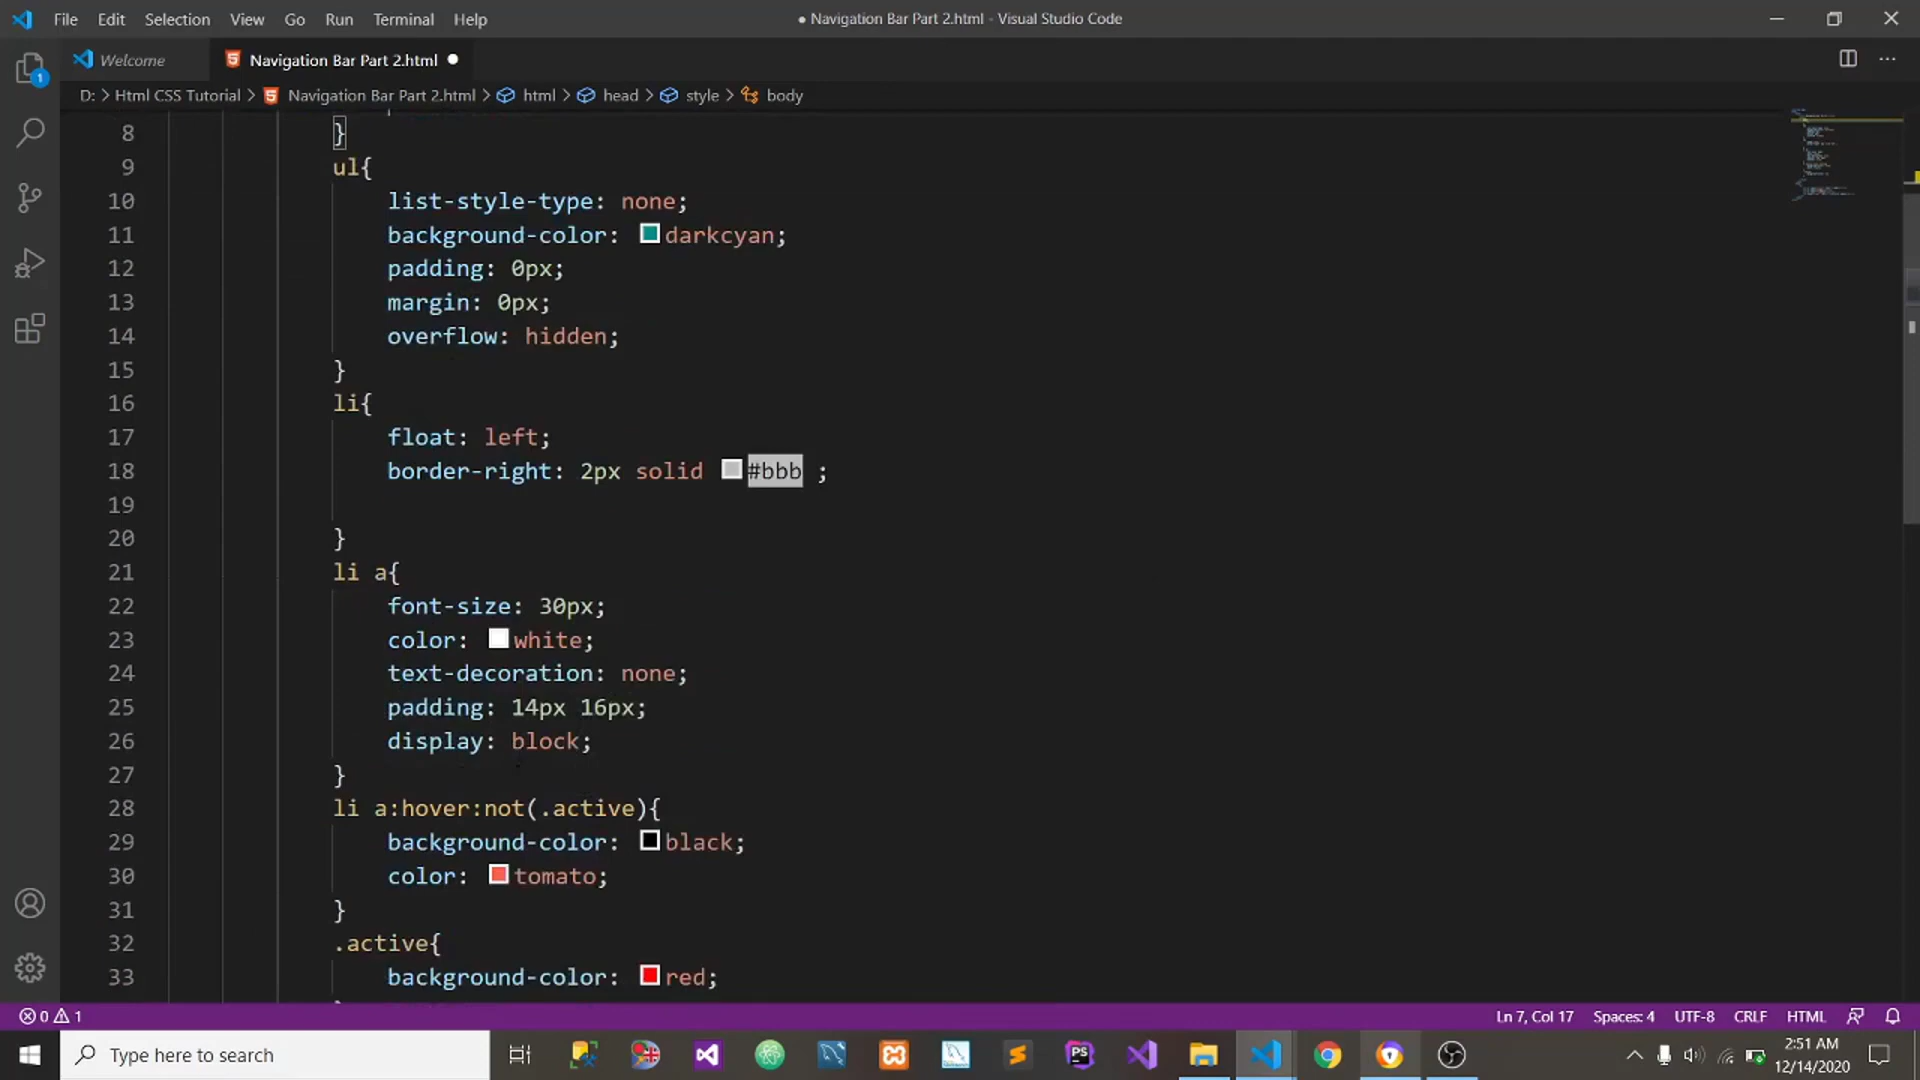 File Edit Selection View Go Run Terminal Help
● Navigation Bar Part 2.html - Visual Studio Code
Welcome
Navigation Bar Part 2.html
D: > Html CSS Tutorial > Navigation Bar Part 2.html > html > head > style > body
8 }
9 ul{
10 list-style-type: none;
11 background-color: darkcyan;
12 padding: 0px;
13 margin: 0px;
14 overflow: hidden;
15 }
16 li{
17 float: left;
18 border-right: 2px solid #bbb ;
19
20 }
21 li a{
22 font-size: 30px;
23 color: white;
24 text-decoration: none;
25 padding: 14px 16px;
26 display: block;
27 }
28 li a:hover:not(.active){
29 background-color: black;
30 color: tomato;
31 }
32 .active{
33 background-color: red;
1
0 1
Ln 7, Col 17 Spaces: 4 UTF-8 CRLF HTML
Type here to search
PS
2:51 AM
12/14/2020